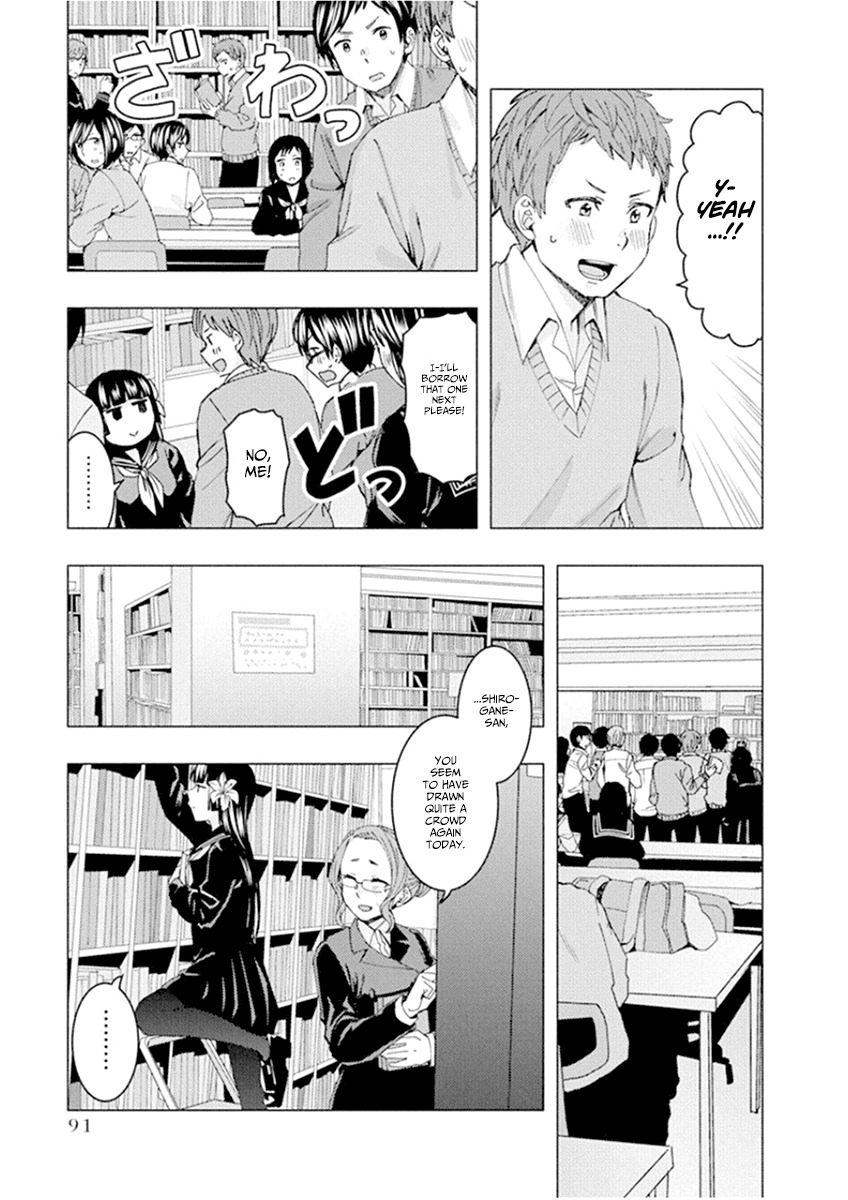 Y-
YEAH
...!!
ざわっ
I-I'LL
BORROW
THAT ONE
NEXT
PLEASE!
NO,
ME!
どっ
........
...SHIRO-
GANE-
SAN,
YOU
SEEM
TO HAVE
DRAWN
QUITE A
CROWD
AGAIN
TODAY.
........
91